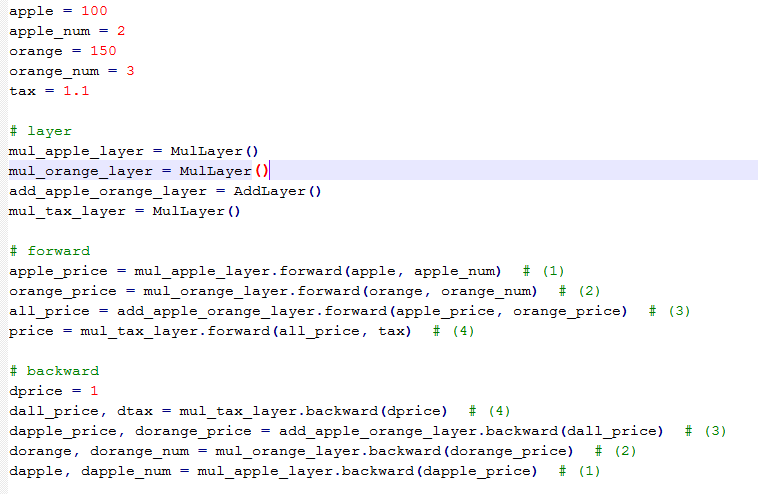 apple = 100
apple_num = 2
orange = 150
orange_num = 3
tax = 1.1
# layer
mul_apple_layer = MulLayer()
mul_orange_layer = MulLayer()
add_apple_orange_layer = AddLayer()
mul_tax_layer = MulLayer()
# forward
apple_price = mul_apple_layer.forward(apple, apple_num)  # (1)
orange_price = mul_orange_layer.forward(orange, orange_num)  # (2)
all_price = add_apple_orange_layer.forward(apple_price, orange_price)  # (3)
price = mul_tax_layer.forward(all_price, tax)  # (4)
# backward
dprice = 1
dall_price, dtax = mul_tax_layer.backward(dprice)  # (4)
dapple_price, dorange_price = add_apple_orange_layer.backward(dall_price)  # (3)
dorange, dorange_num = mul_orange_layer.backward(dorange_price)  # (2)
dapple, dapple_num = mul_apple_layer.backward(dapple_price)  # (1)